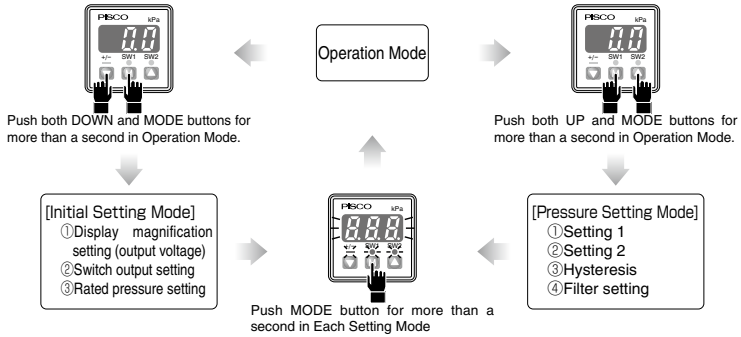 PISCO
kPa
0.0
+/− SW1 SW2
Push both DOWN and MODE buttons for
more than a second in Operation Mode.
Operation Mode
PISCO
kPa
0.0
+/− SW1 SW2
Push both UP and MODE buttons for
more than a second in Operation Mode.
[Initial Setting Mode]
①Display magnification
setting (output voltage)
②Switch output setting
③Rated pressure setting
PISCO
kPa
8.8.8.
+/− SW1 SW2
Push MODE button for more than a
second in Each Setting Mode
[Pressure Setting Mode]
①Setting 1
②Setting 2
③Hysteresis
④Filter setting